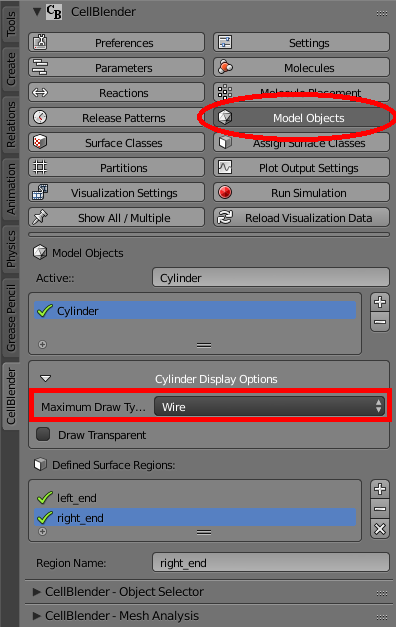 CellBlender
Preferences
Settings
Parameters
Molecules
Reactions
Molecule Placement
Release Patterns
Model Objects
Surface Classes
Assign Surface Classes
Partitions
Plot Output Settings
Visualization Settings
Run Simulation
Show All / Multiple
Reload Visualization Data
Model Objects
Active::
Cylinder
Cylinder
Cylinder Display Options
Maximum Draw Ty...
Wire
Draw Transparent
Defined Surface Regions:
left_end
right_end
Region Name:
right_end
CellBlender - Object Selector
CellBlender - Mesh Analysis
Tools
Create
Relations
Animation
Physics
Grease Pencil
CellBlender
CB